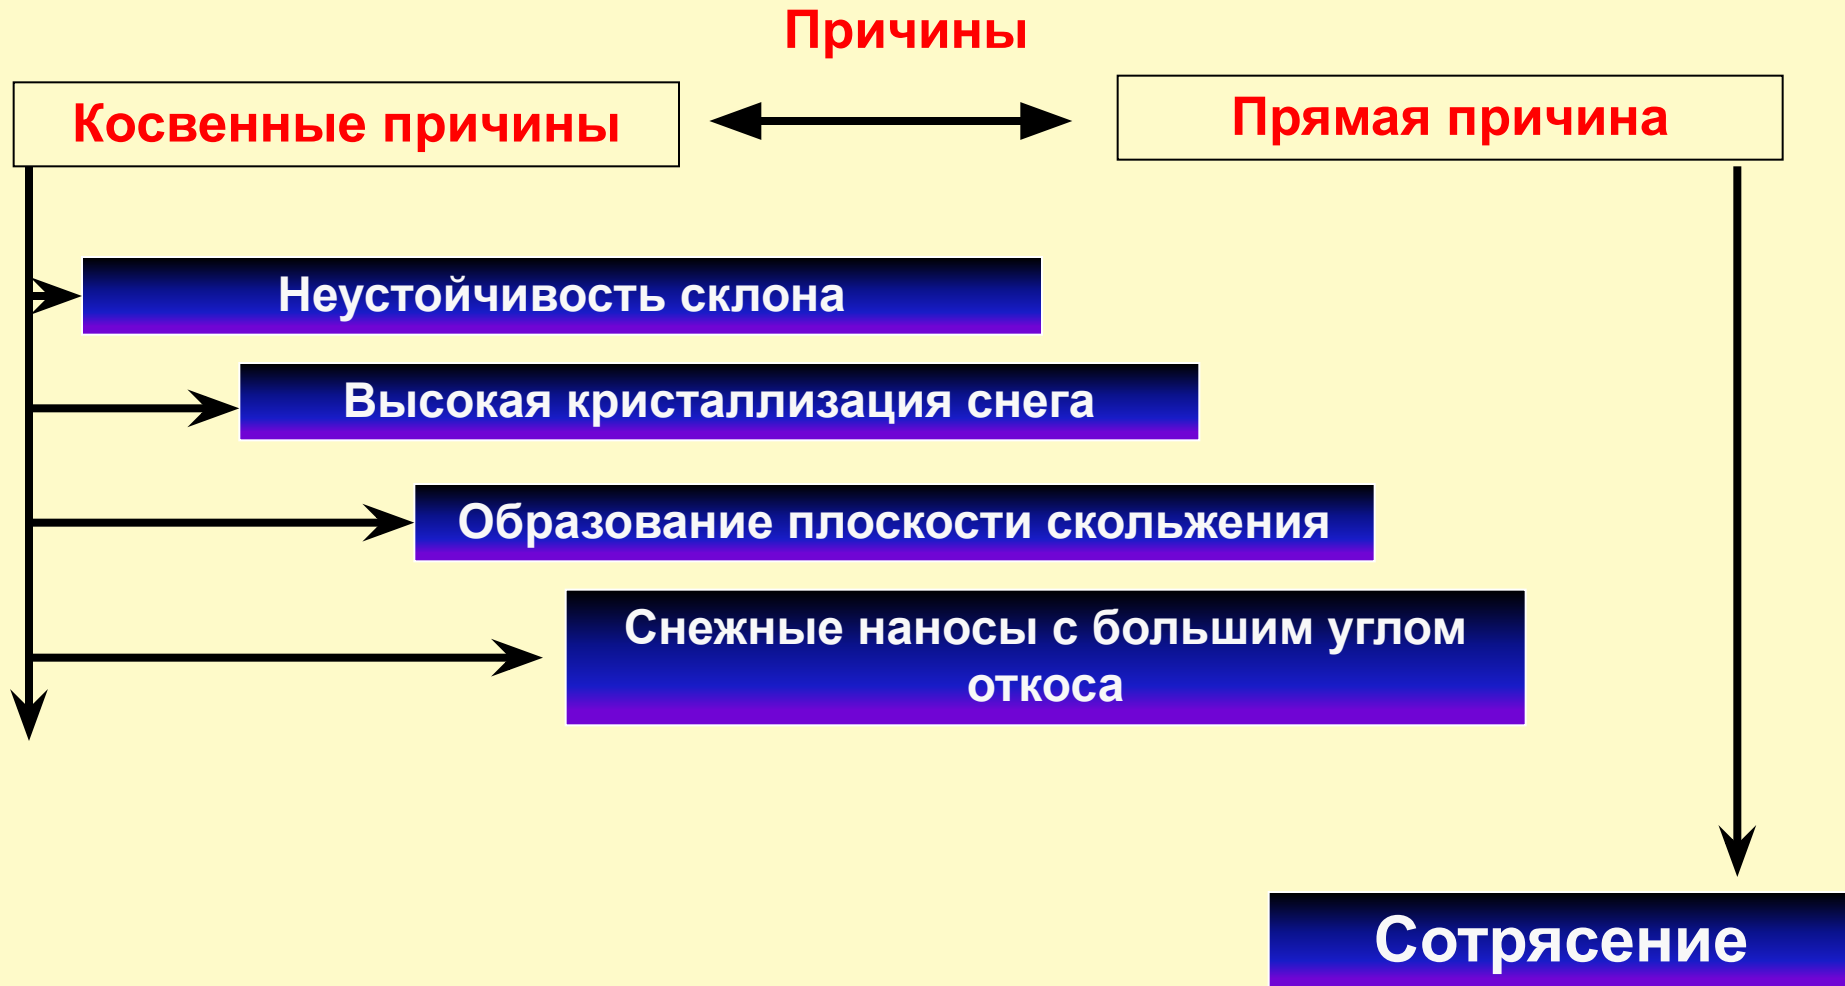 Причины
Косвенные причины
Прямая причина
Неустойчивость склона
Высокая кристаллизация снега
Образование плоскости скольжения
Снежные наносы с большим углом
откоса
Сотрясение